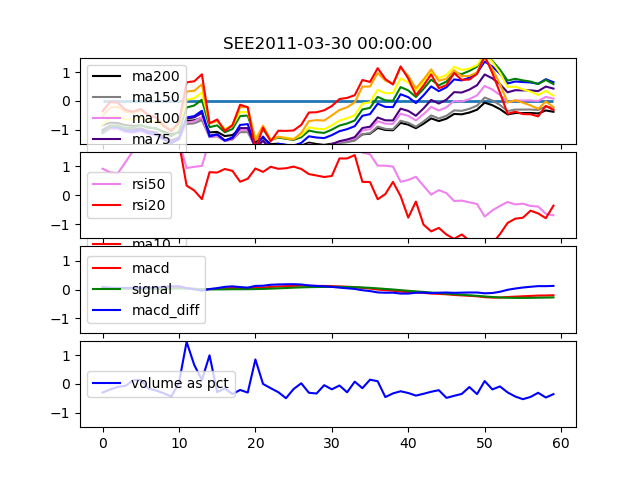 SEE2011-03-30 00:00:00
1
0
−1
ma200
ma150
ma100
ma75
1
0
−1
rsi50
rsi20
ma10
1
0
−1
macd
signal
macd_diff
1
0
−1
volume as pct
0 10 20 30 40 50 60